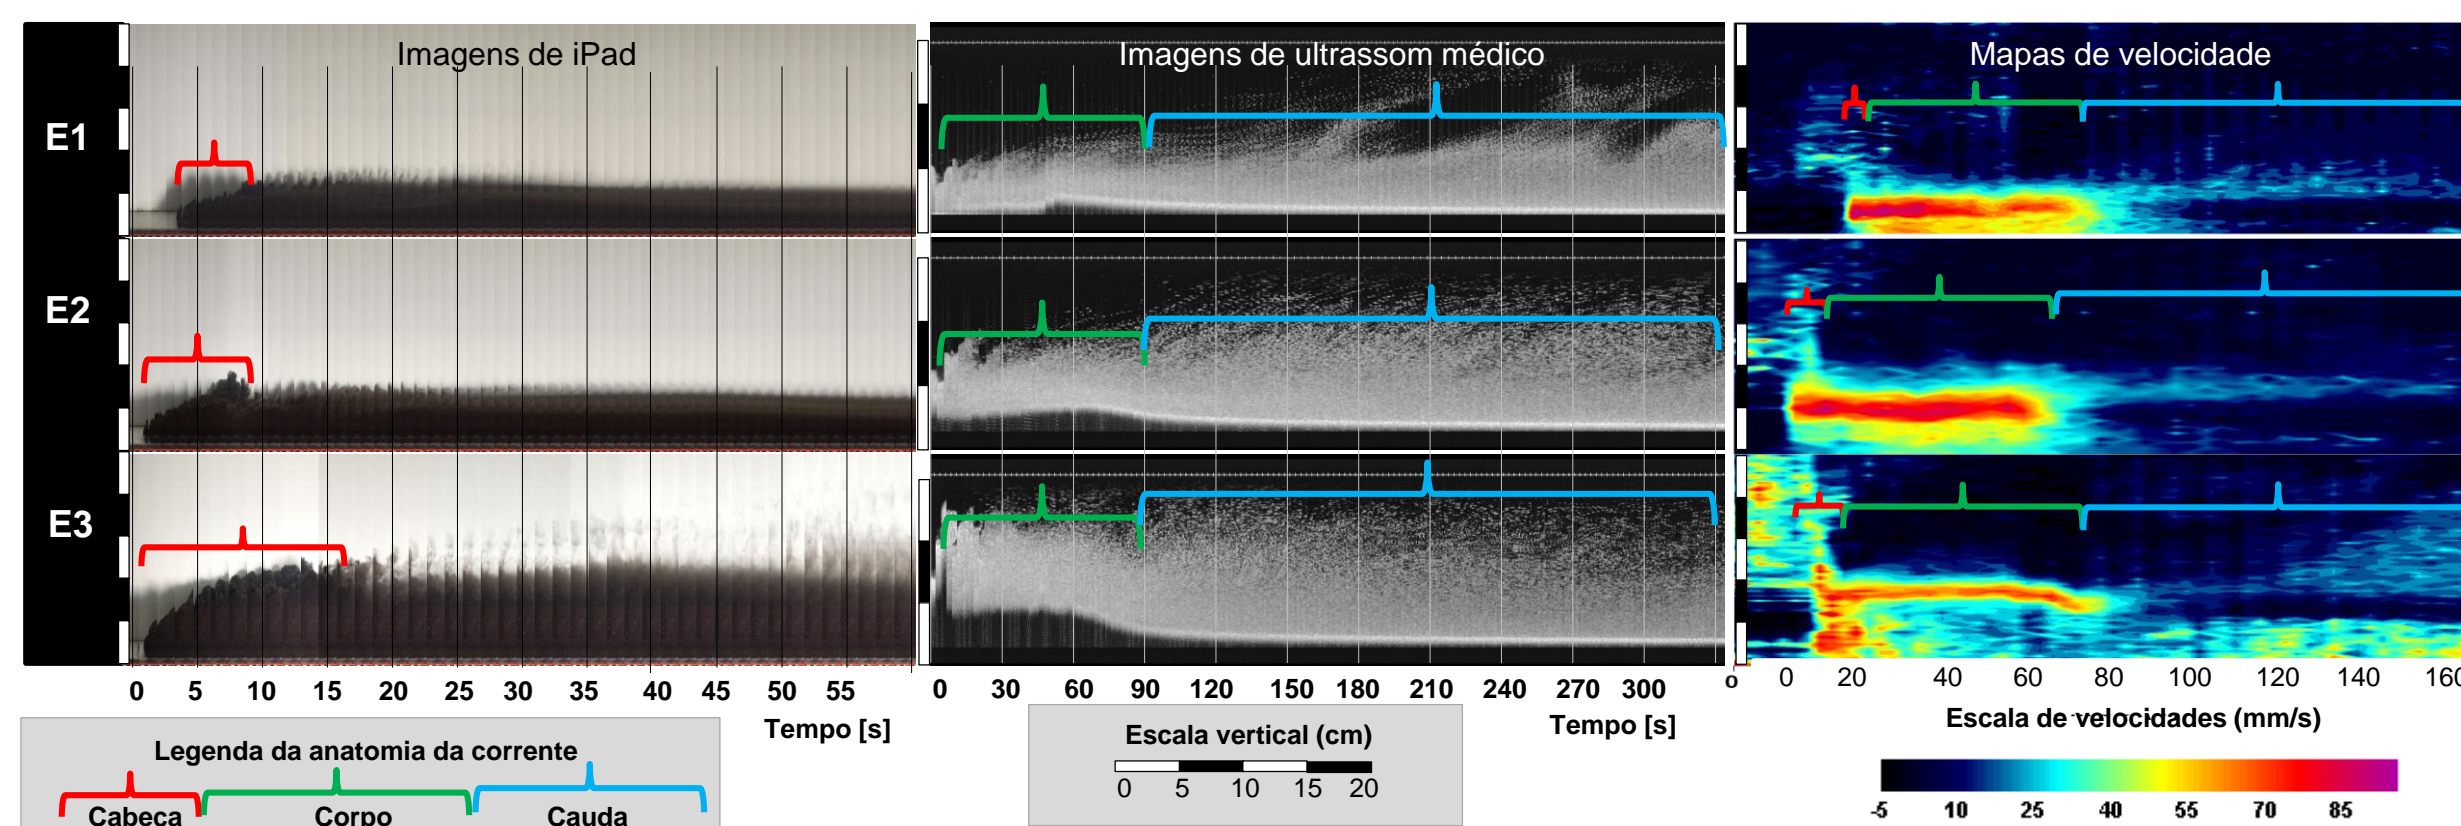 Imagens de iPad
Imagens de ultrassom médico
Mapas de velocidade
E1
E2
E3
0 5 10 15 20 25 30 35 40 45 50 55
Tempo [s]
0 30 60 90 120 150 180 210 240 270 300
Tempo [s]
0 0 20 40 60 80 100 120 140 160
Escala de velocidades (mm/s)
-5 10 25 40 55 70 85
Legenda da anatomia da corrente
Cabeça Corpo Cauda
Escala vertical (cm)
0 5 10 15 20